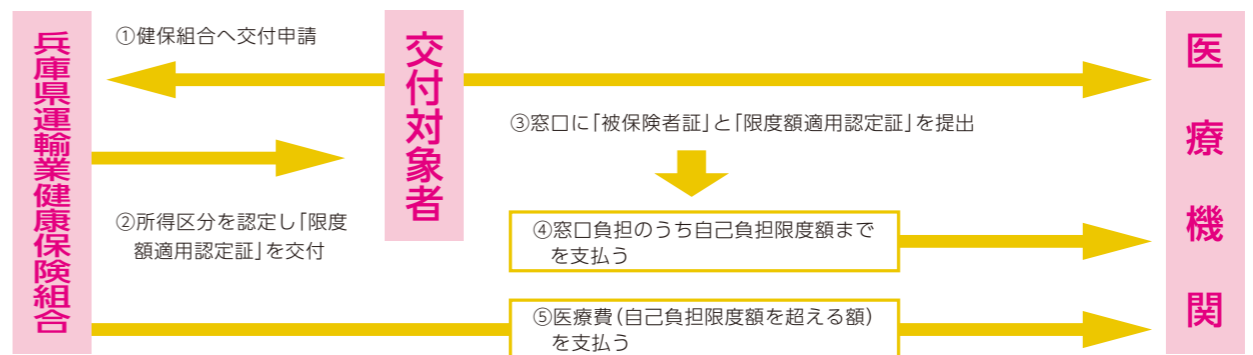 兵庫県運輸業健康保険組合
①健保組合へ交付申請
②所得区分を認定し「限度
額適用認定証」を交付
交付対象者
③窓口に「被保険者証」と「限度額適用認定証」を提出
④窓口負担のうち自己負担限度額まで
を支払う
⑤医療費(自己負担限度額を超える額)
を支払う
医療機関